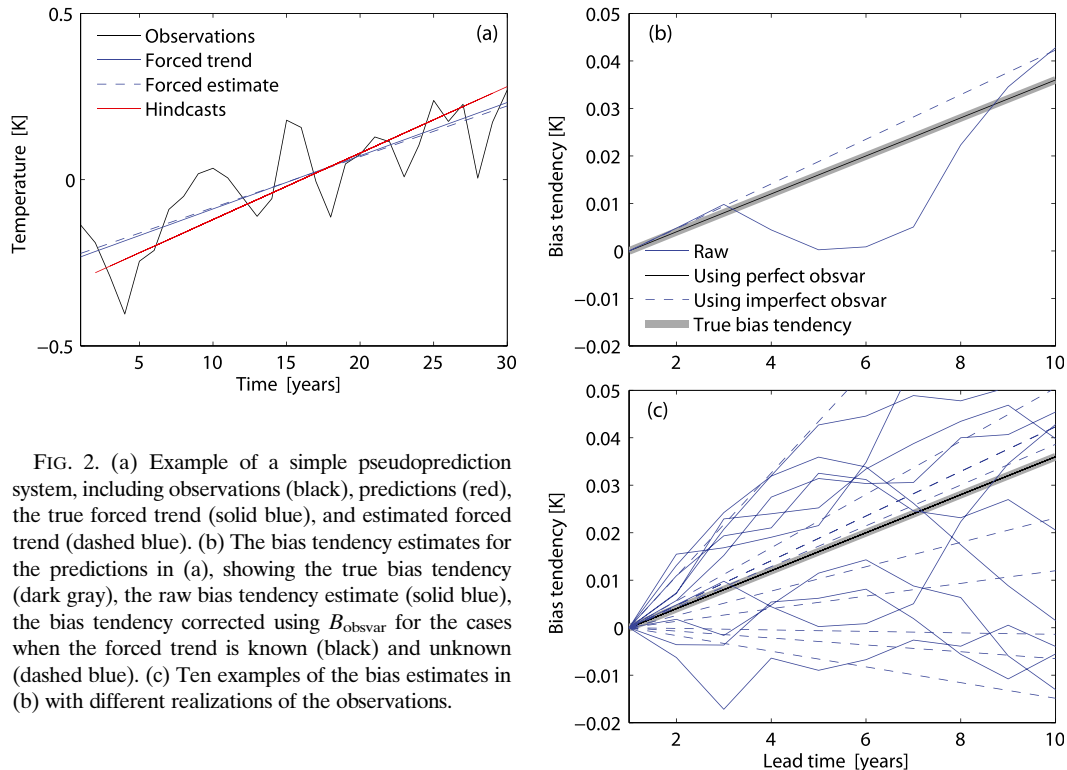 0.5
(a)
Observations
Forced trend
Forced estimate
Hindcasts
0
−0.5
5
10
15
20
25
30
Temperature [K]
Time [years]
0.05
(b)
0.04
0.03
0.02
0.01
0
−0.01
−0.02
Raw
Using perfect obsvar
Using imperfect obsvar
True bias tendency
2
4
6
8
10
Bias tendency [K]
0.05
(c)
0.04
0.03
0.02
0.01
0
−0.01
−0.02
2
4
6
8
10
Bias tendency [K]
Lead time [years]
FIG. 2. (a) Example of a simple pseudoprediction
system, including observations (black), predictions (red),
the true forced trend (solid blue), and estimated forced
trend (dashed blue). (b) The bias tendency estimates for
the predictions in (a), showing the true bias tendency
(dark gray), the raw bias tendency estimate (solid blue),
the bias tendency corrected using Bobsvar for the cases
when the forced trend is known (black) and unknown
(dashed blue). (c) Ten examples of the bias estimates in
(b) with different realizations of the observations.